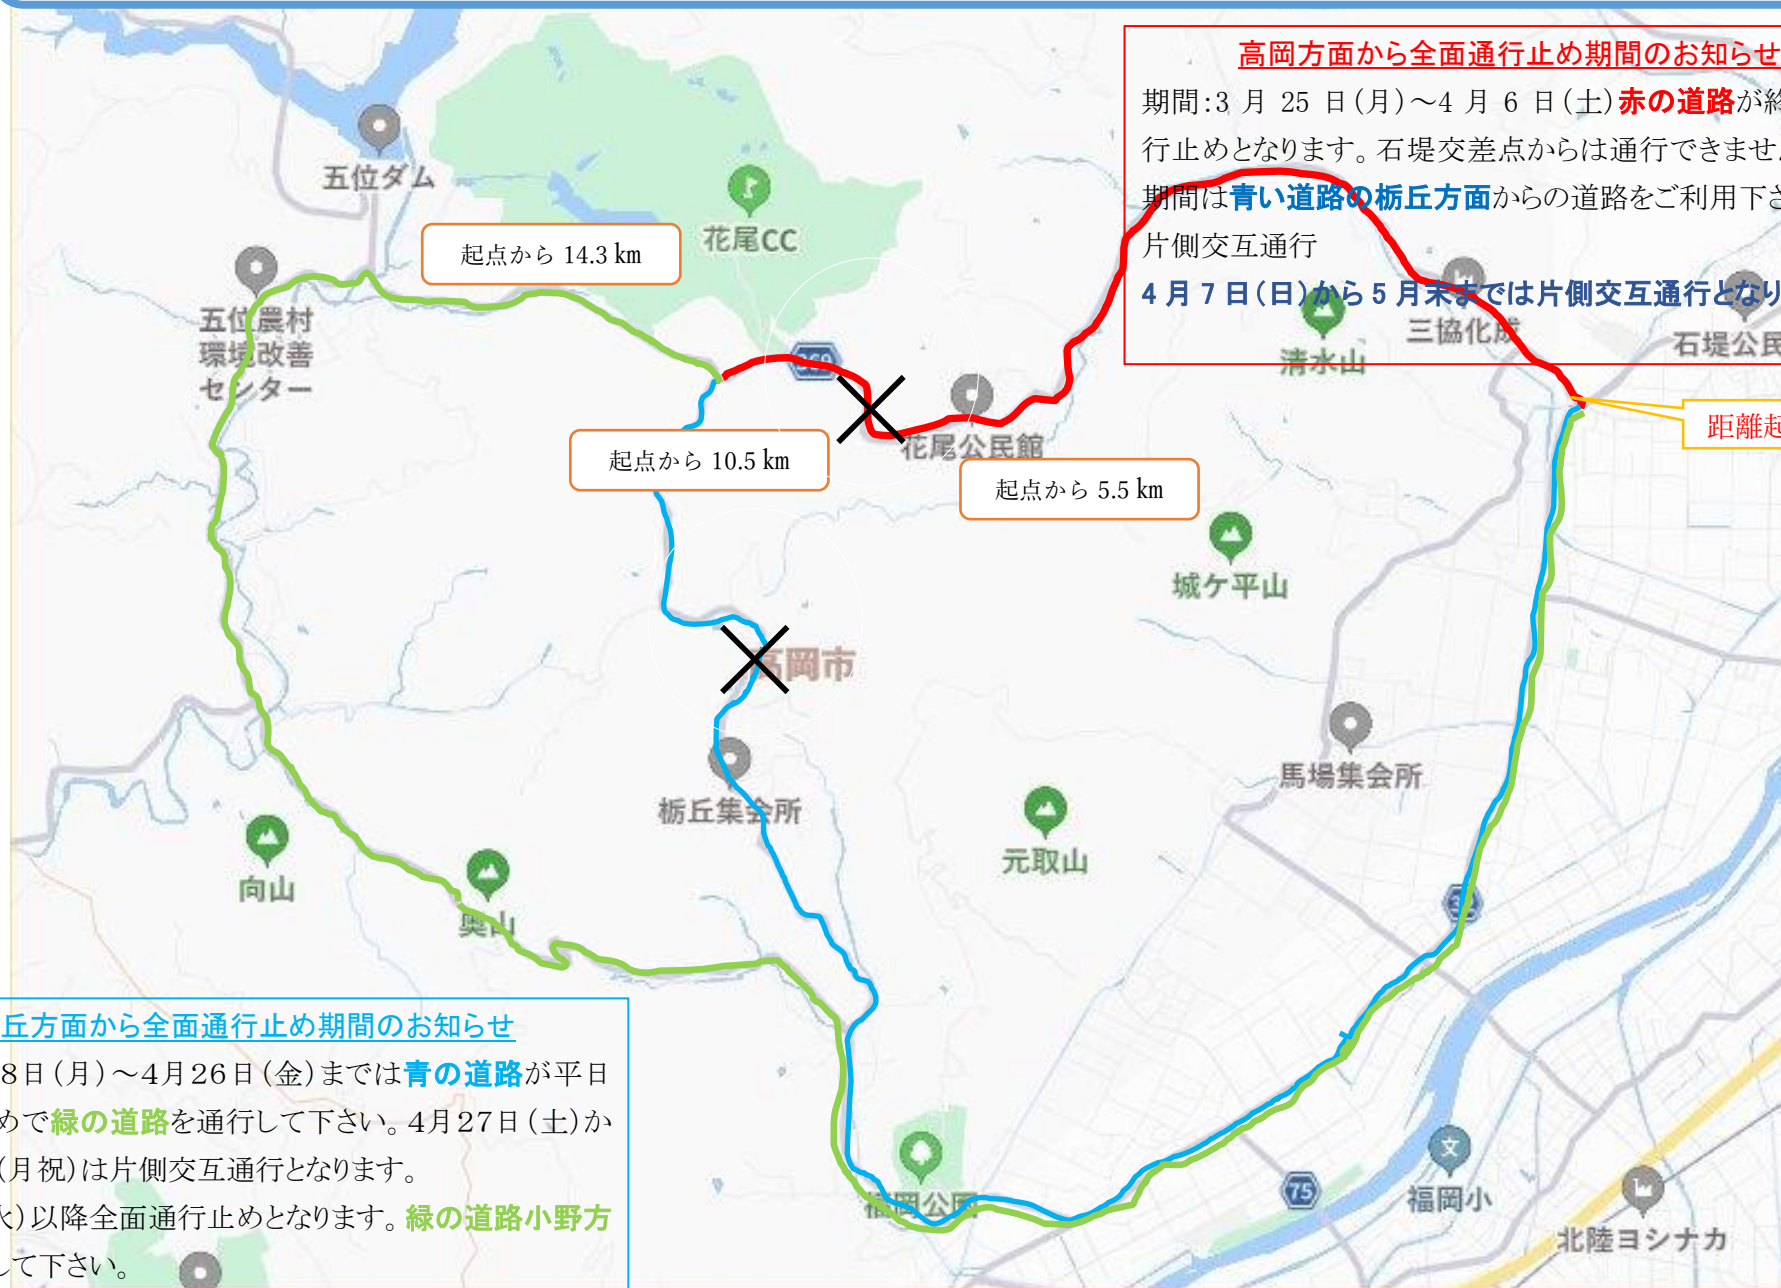 高岡方面から全面通行止め期間のお知らせ
期間:3 月 25 日(月)～4 月 6 日(土)赤の道路が終
行止めとなります。石堤交差点からは通行できませ
期間は青い道路の栃丘方面からの道路をご利用下さ
片側交互通行
4 月 7 日(日)から 5 月末までは片側交互通行となり
五位ダム
花尾CC
起点から 14.3 km
五位農村
環境改善
センター
三協化成
石堤公民
清水山
花尾公民館
距離起
起点から 10.5 km
起点から 5.5 km
城ケ平山
高岡市
馬場集会所
栃丘集会所
元取山
向山
奥山
丘方面から全面通行止め期間のお知らせ
8日(月)～4月26日(金)までは青の道路が平日
めで緑の道路を通行して下さい。4月27日(土)か
(月祝)は片側交互通行となります。
火)以降全面通行止めとなります。緑の道路小野方
して下さい。
福岡公園
75
福岡小
北陸ヨシナカ